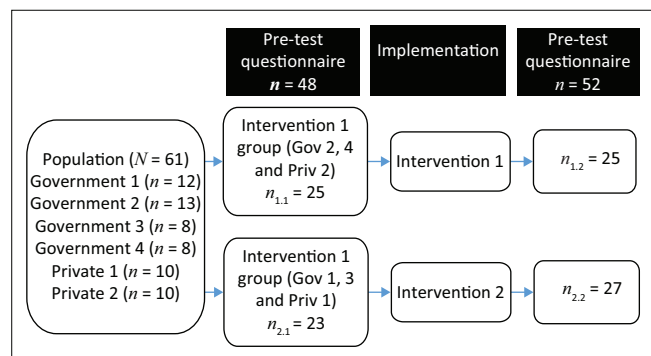 Pre-test
questionnaire
n = 48
Implementation
Pre-test
questionnaire
n = 52
Population (N = 61)
Government 1 (n = 12)
Government 2 (n = 13)
Government 3 (n = 8)
Government 4 (n = 8)
Private 1 (n = 10)
Private 2 (n = 10)
Intervention 1
group (Gov 2, 4
and Priv 2)
n1.1 = 25
Intervention 1
n1.2 = 25
Intervention 1
group (Gov 1, 3
and Priv 1)
n2.1 = 23
Intervention 2
n2.2 = 27